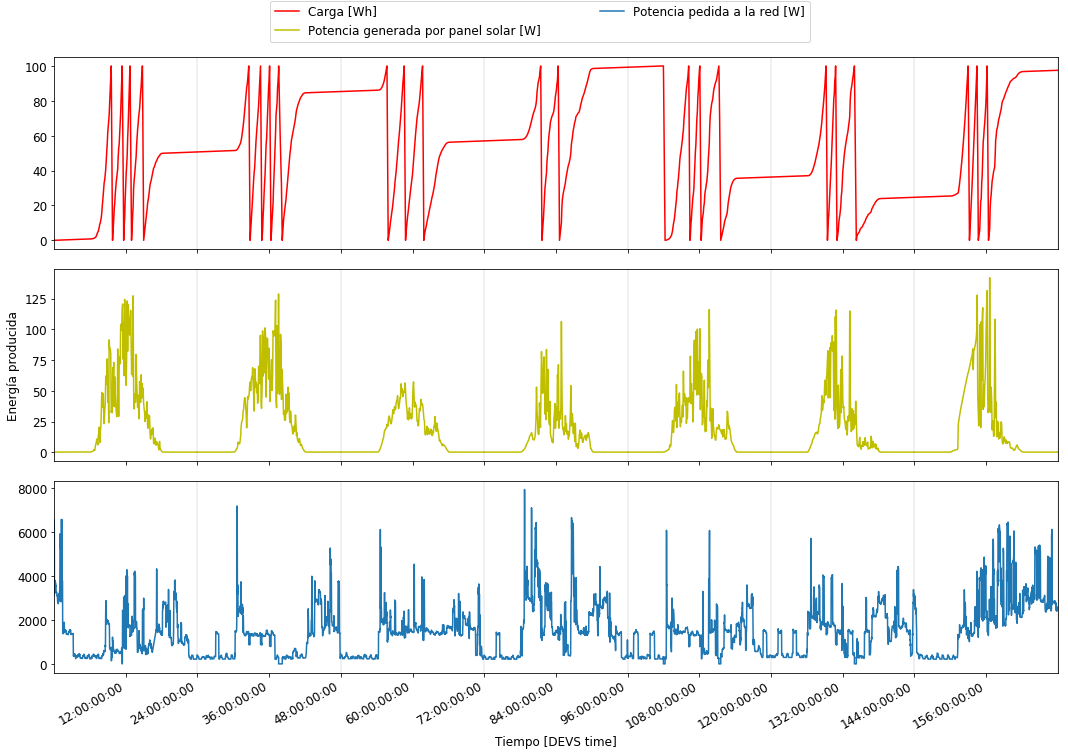 Carga [Wh]
Potencia generada por panel solar [W]
Potencia pedida a la red [W]
100
80
60
40
20
0
Energía producida
125
100
75
50
25
0
8000
6000
4000
2000
0
12:00:00:00 24:00:00:00 36:00:00:00 48:00:00:00 60:00:00:00 72:00:00:00 84:00:00:00 96:00:00:00 108:00:00:00 120:00:00:00 132:00:00:00 144:00:00:00 156:00:00:00
Tiempo [DEVS time]